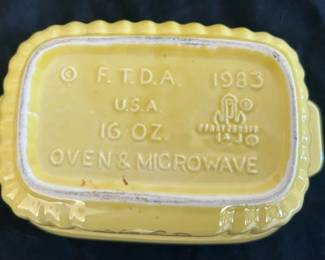 © F.T.D.A. 1983
U.S.A.
16 OZ.
OVEN & MICROWAVE